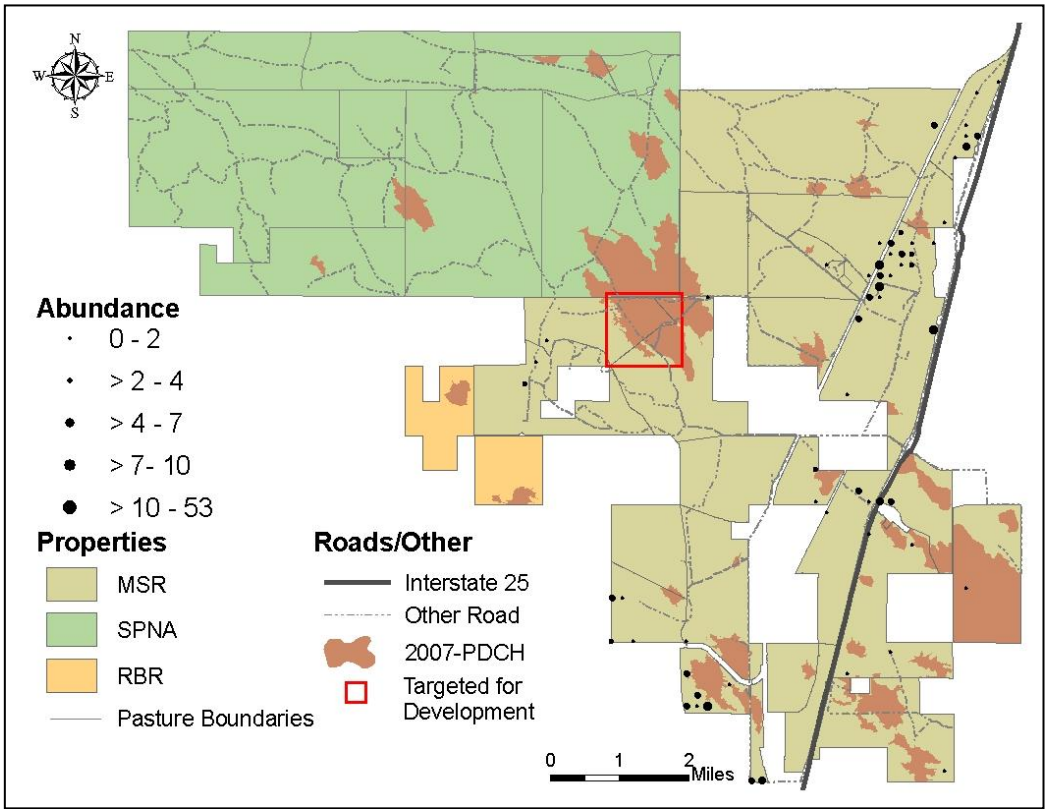 N
W E
S
Abundance
0 - 2
> 2 - 4
> 4 - 7
> 7 - 10
> 10 - 53
Properties
MSR
SPNA
RBR
Pasture Boundaries
Roads/Other
Interstate 25
Other Road
2007-PDCH
Targeted for
Development
0 1 2
Miles